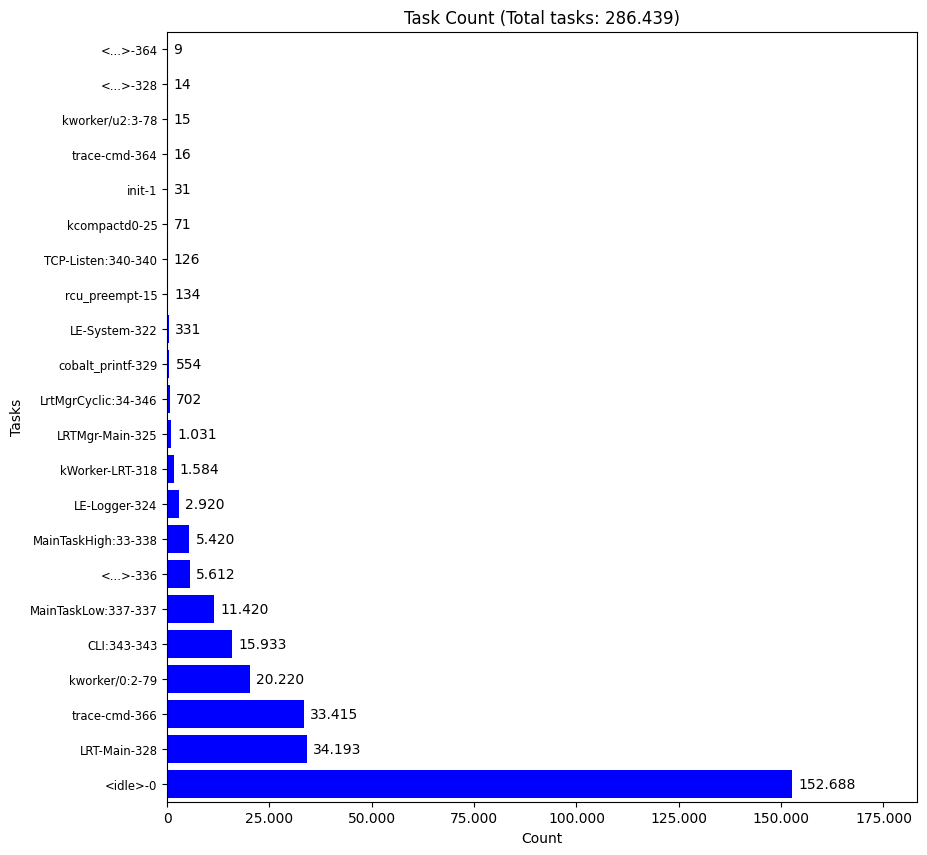 Task Count (Total tasks: 286.439)
<...>-364 9
<...>-328 14
kworker/u2:3-78 15
trace-cmd-364 16
init-1 31
kcompactd0-25 71
TCP-Listen:340-340 126
rcu_preempt-15 134
LE-System-322 331
cobalt_printf-329 554
LrtMgrCyclic:34-346 702
LRTMgr-Main-325 1.031
kWorker-LRT-318 1.584
LE-Logger-324 2.920
MainTaskHigh:33-338 5.420
<...>-336 5.612
MainTaskLow:337-337 11.420
CLI:343-343 15.933
kworker/0:2-79 20.220
trace-cmd-366 33.415
LRT-Main-328 34.193
<idle>-0 152.688
Tasks
0 25.000 50.000 75.000 100.000 125.000 150.000 175.000
Count